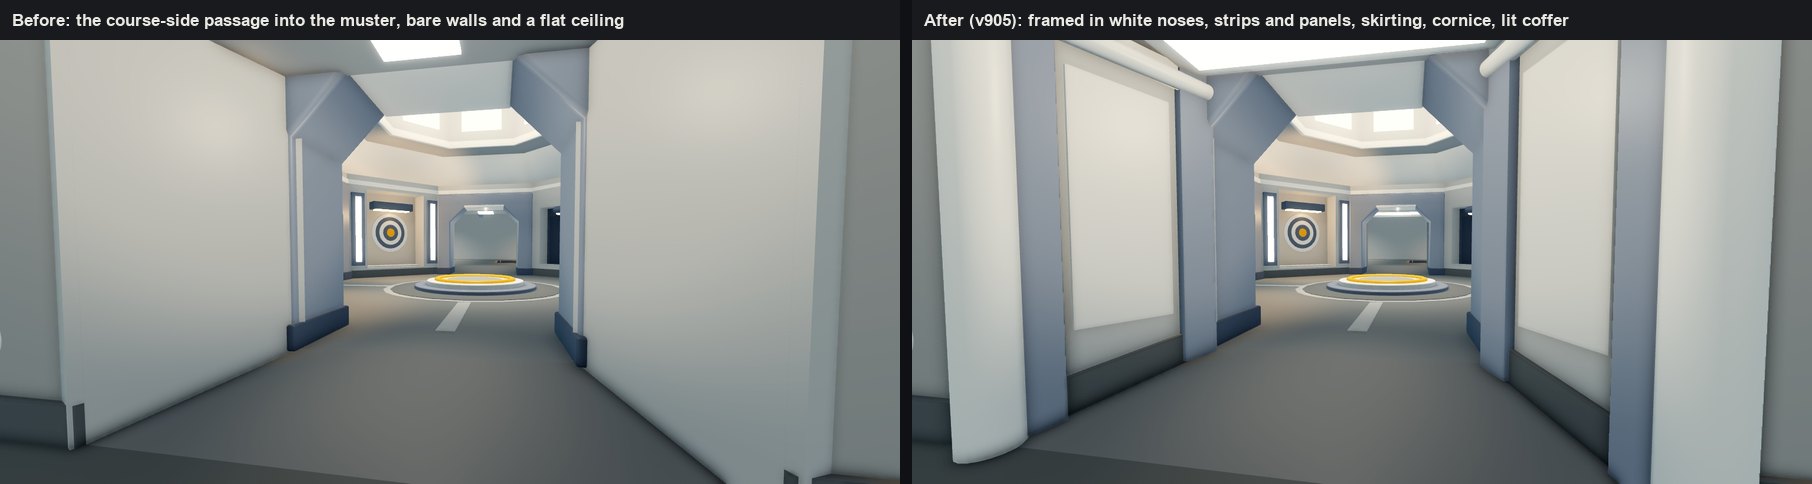 Before: the course-side passage into the muster, bare walls and a flat ceiling
After (v905): framed in white noses, strips and panels, skirting, cornice, lit coffer